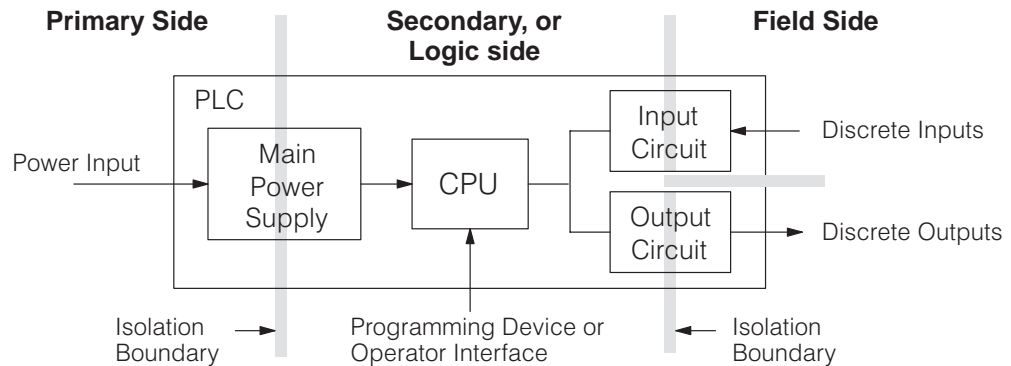 Primary Side
Secondary, or
Logic side
Field Side
PLC
Power Input
Main
Power
Supply
CPU
Input
Circuit
Discrete Inputs
Output
Circuit
Discrete Outputs
Isolation
Boundary
Programming Device or
Operator Interface
Isolation
Boundary